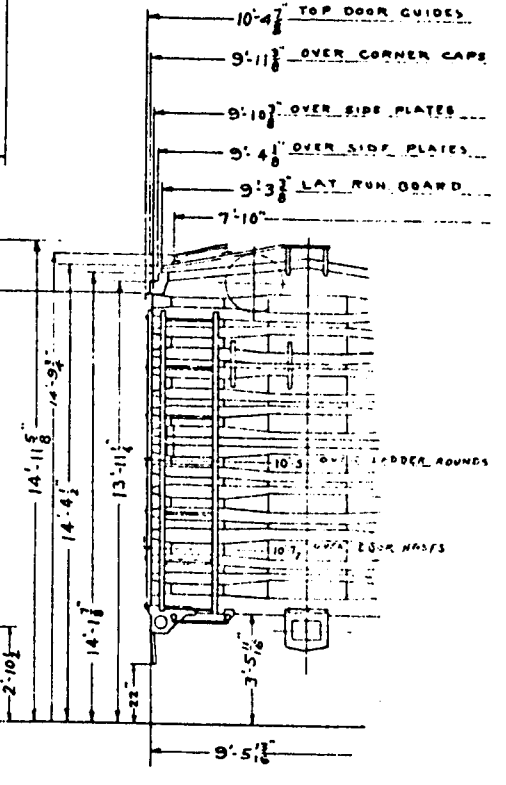 10'-4 7/8" TOP DOOR GUIDES
9'-11 3/8" OVER CORNER CAPS
9'-10 7/8" OVER SIDE PLATES
9'-4 1/8" OVER SIDE PLATES
9'-3 3/8" LAT RUN BOARD
7'-10"
14'-9 3/4"
14'-11 5/8"
14'-4 1/2"
13'-11 1/4"
LADDER ROUNDS
14'-1 7/8"
2'-10 1/2"
22"
3'-5 11/16"
9'-5 13/16"